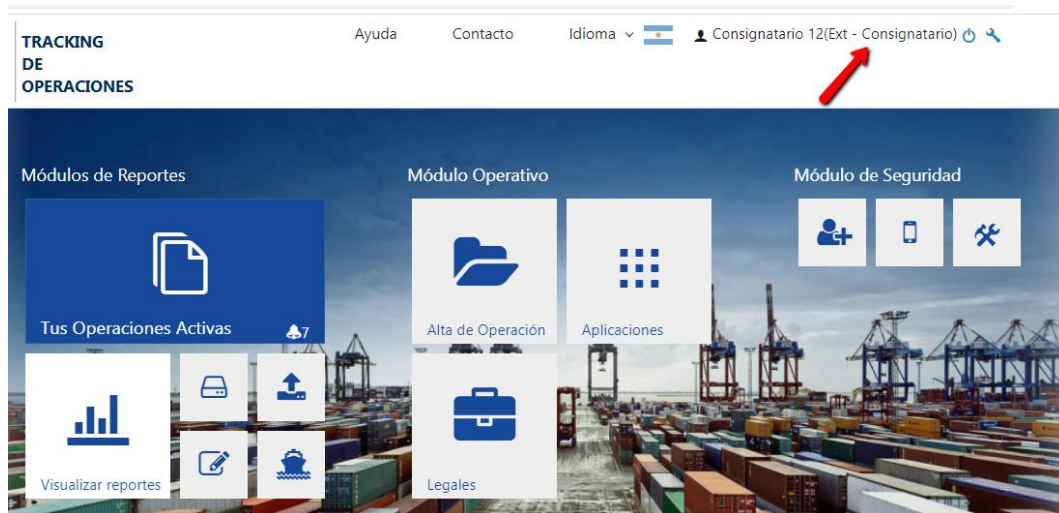 TRACKING
DE
OPERACIONES
Ayuda
Contacto
Idioma
Consignatario 12(Ext - Consignatario)
Módulos de Reportes
Módulo Operativo
Módulo de Seguridad
Tus Operaciones Activas
7
Alta de Operación
Aplicaciones
Visualizar reportes
Legales